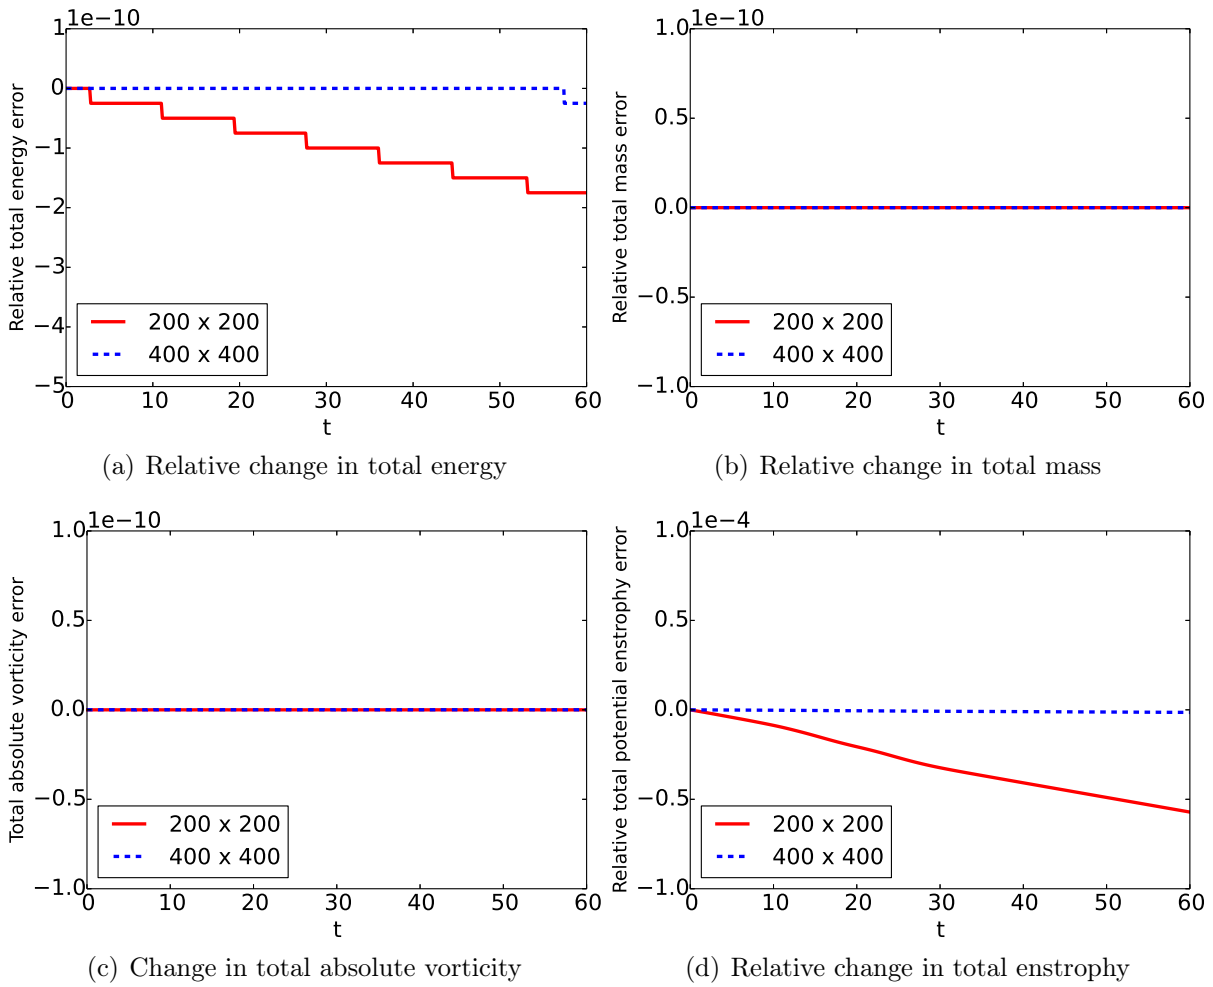 1e−10
1
0
−1
−2
−3
−4
−5
0 10 20 30 40 50 60
t
Relative total energy error
200 x 200
400 x 400
(a) Relative change in total energy
1e−10
1.0
0.5
0.0
−0.5
−1.0
0 10 20 30 40 50 60
t
Relative total mass error
200 x 200
400 x 400
(b) Relative change in total mass
1e−10
1.0
0.5
0.0
−0.5
−1.0
0 10 20 30 40 50 60
t
Total absolute vorticity error
200 x 200
400 x 400
(c) Change in total absolute vorticity
1e−4
1.0
0.5
0.0
−0.5
−1.0
0 10 20 30 40 50 60
t
Relative total potential enstrophy error
200 x 200
400 x 400
(d) Relative change in total enstrophy